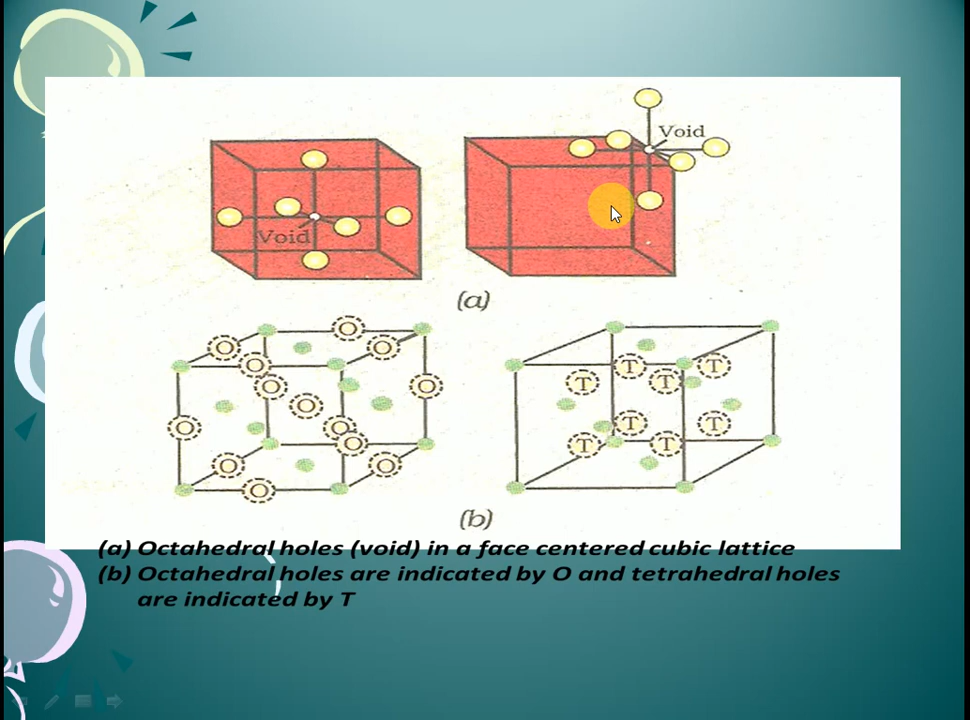 Void
Void
(a)
O O O O O O O O O O O O O
T T T T T T T T
(b)
(a) Octahedral holes (void) in a face centered cubic lattice
(b) Octahedral holes are indicated by O and tetrahedral holes
are indicated by T